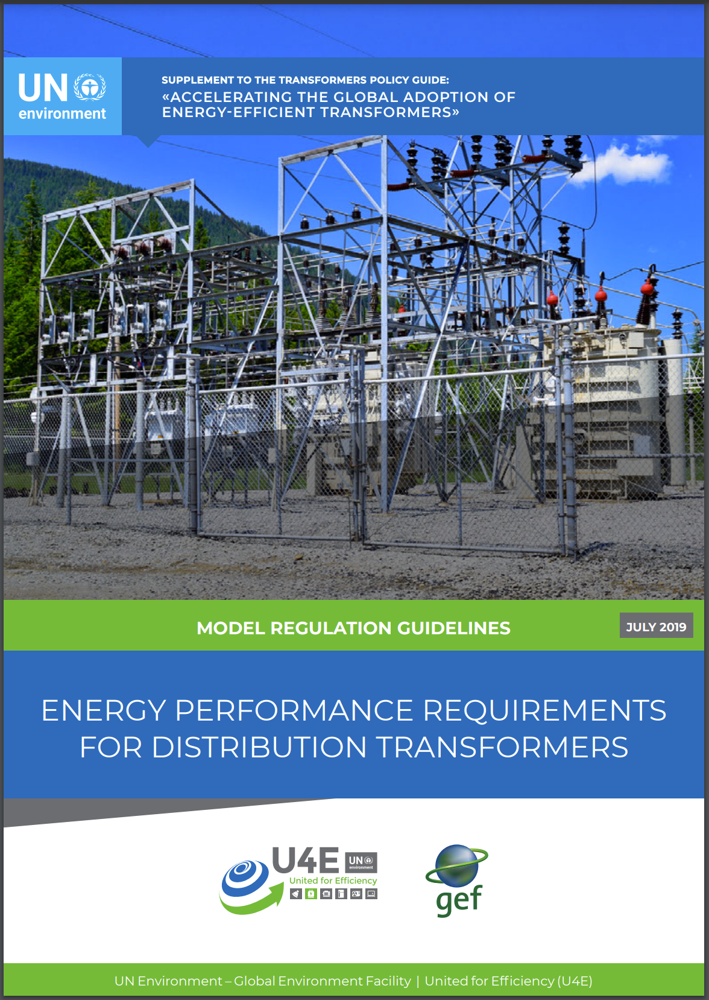 UN
environment
SUPPLEMENT TO THE TRANSFORMERS POLICY GUIDE:
«ACCELERATING THE GLOBAL ADOPTION OF
ENERGY-EFFICIENT TRANSFORMERS»
MODEL REGULATION GUIDELINES
JULY 2019
ENERGY PERFORMANCE REQUIREMENTS
FOR DISTRIBUTION TRANSFORMERS
U4E
UN
environment
United for Efficiency
gef
UN Environment – Global Environment Facility | United for Efficiency (U4E)